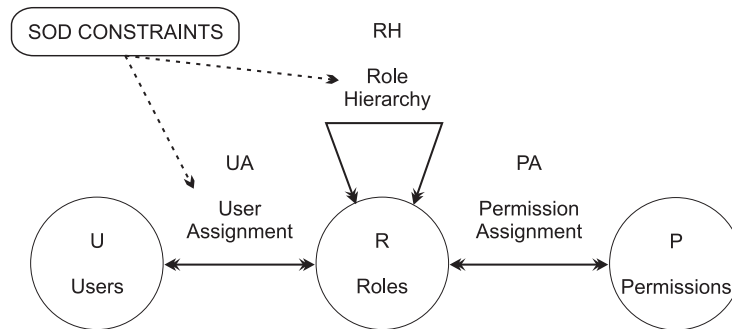 SOD CONSTRAINTS
RH
Role
Hierarchy
UA
User
Assignment
PA
Permission
Assignment
U
Users
R
Roles
P
Permissions